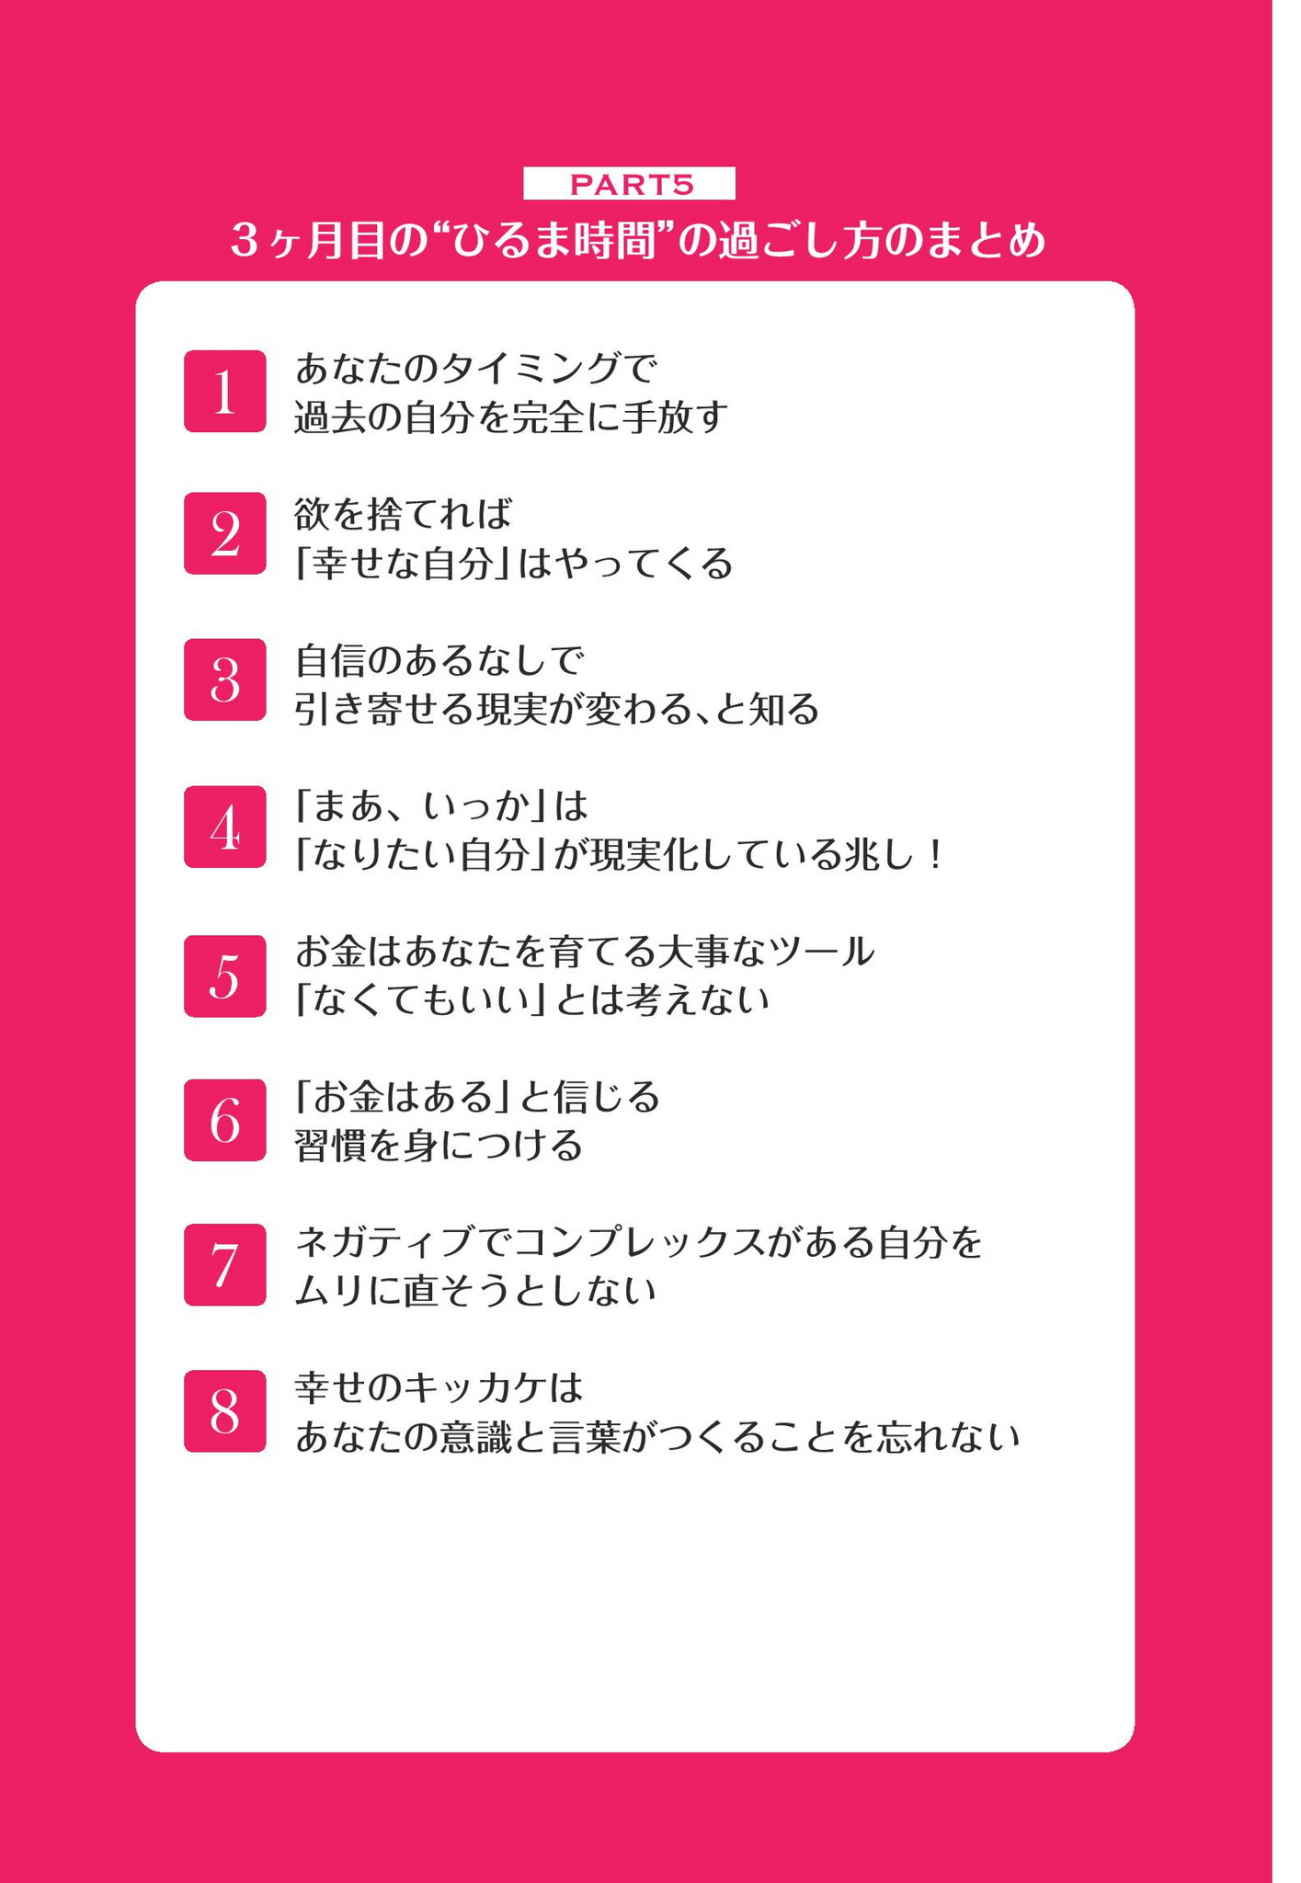 PART5
３ヶ月目の“ひるま時間”の過ごし方のまとめ
1
あなたのタイミングで
過去の自分を完全に手放す
2
欲を捨てれば
「幸せな自分」はやってくる
3
自信のあるなしで
引き寄せる現実が変わる、と知る
4
「まあ、いっか」は
「なりたい自分」が現実化している兆し！
5
お金はあなたを育てる大事なツール
「なくてもいい」とは考えない
6
「お金はある」と信じる
習慣を身につける
7
ネガティブでコンプレックスがある自分を
ムリに直そうとしない
8
幸せのキッカケは
あなたの意識と言葉がつくることを忘れない